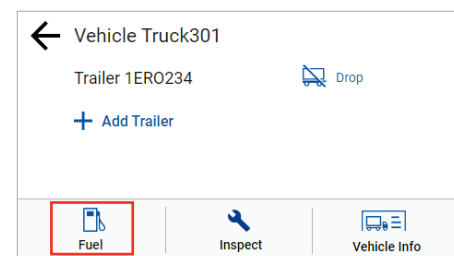 Vehicle Truck301
Trailer 1ERO234
Drop
+ Add Trailer
Fuel
Inspect
Vehicle Info